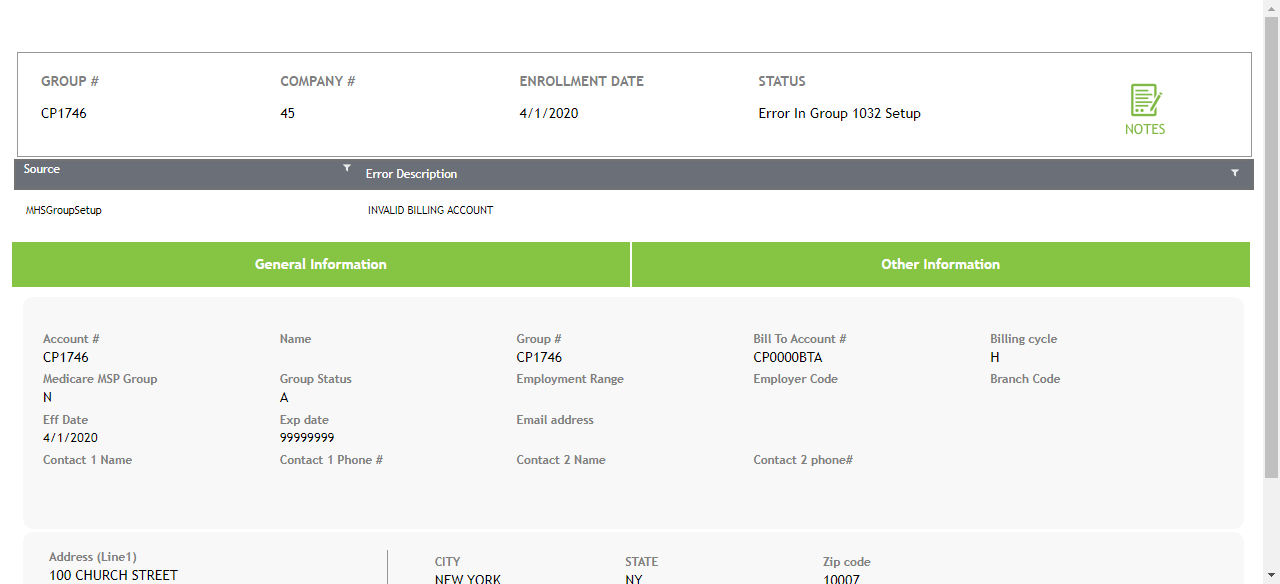 GROUP # COMPANY # ENROLLMENT DATE STATUS
CP1746 45 4/1/2020 Error In Group 1032 Setup
NOTES
Source Error Description
MHSGroupSetup INVALID BILLING ACCOUNT
General Information Other Information
Account # Name Group # Bill To Account # Billing cycle
CP1746 CP1746 CP0000BTA H
Medicare MSP Group Group Status Employment Range Employer Code Branch Code
N A
Eff Date Exp date Email address
4/1/2020 99999999
Contact 1 Name Contact 1 Phone # Contact 2 Name Contact 2 phone#
Address (Line1) CITY STATE Zip code
100 CHURCH STREET NEW YORK NY 10007